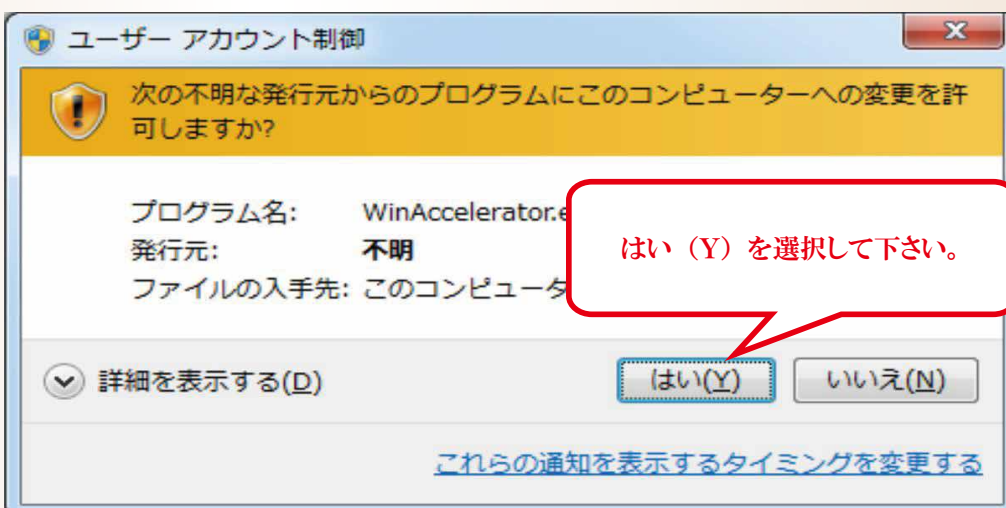 ユーザー アカウント制御
次の不明な発行元からのプログラムにこのコンピューターへの変更を許
可しますか?
プログラム名: WinAccelerator.e
発行元: 不明
ファイルの入手先: このコンピュータ
はい（Y）を選択して下さい。
詳細を表示する(D)
はい(Y)
いいえ(N)
これらの通知を表示するタイミングを変更する